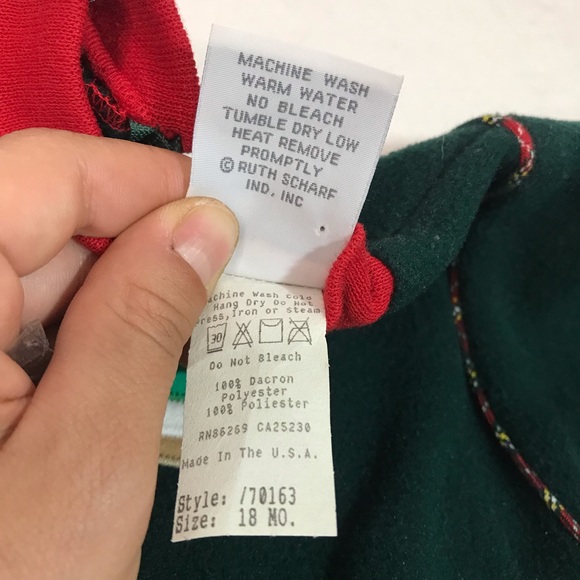 MACHINE WASH
WARM WATER
NO BLEACH
TUMBLE DRY LOW
HEAT REMOVE
PROMPTLY
© RUTH SCHARF
IND. INC
Machine Wash Cold
Hang Dry Do Not
Press, Iron or Steam
30
Do Not Bleach
100% Dacron
Polyester
100% Poliester
RN86269 CA25230
Made In The U.S.A.
Style: /70163
Size: 18 MO.